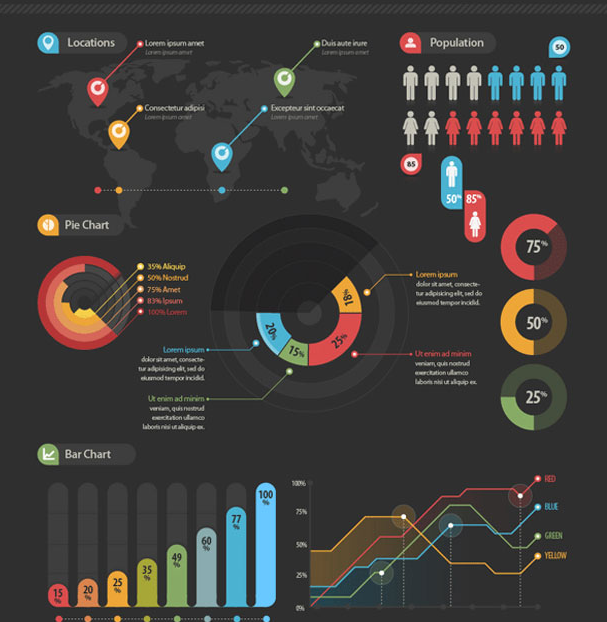 Locations
Lorem ipsum amet
Lorem ipsum amet
Duis aute irure
Lorem ipsum amet
Consectetur adipisi
Lorem ipsum amet
Excepteur sint occaecat
Lorem ipsum amet
Population
50
85
50%
85%
Pie Chart
35% Aliquip
50% Nostrud
75% Amet
83% Ipsum
100% Lorem
18%
25%
15%
20%
Lorem ipsum
dolor sit amet, consecte-
tur adipisicing elit, sed do
eiusmod tempor incidid.
Lorem ipsum
dolor sit amet, consecte-
tur adipisicing elit, sed do
eiusmod tempor incidid.
Ut enim ad minim
veniam, quis nostrud
exercitation ullamco
laboris nisi ut aliquip ex.
Ut enim ad minim
veniam, quis nostrud
exercitation ullamco
laboris nisi ut aliquip ex.
75%
50%
25%
Bar Chart
15%
20%
25%
35%
49%
60%
77%
100%
100%
75%
50%
25%
0%
RED
BLUE
GREEN
YELLOW